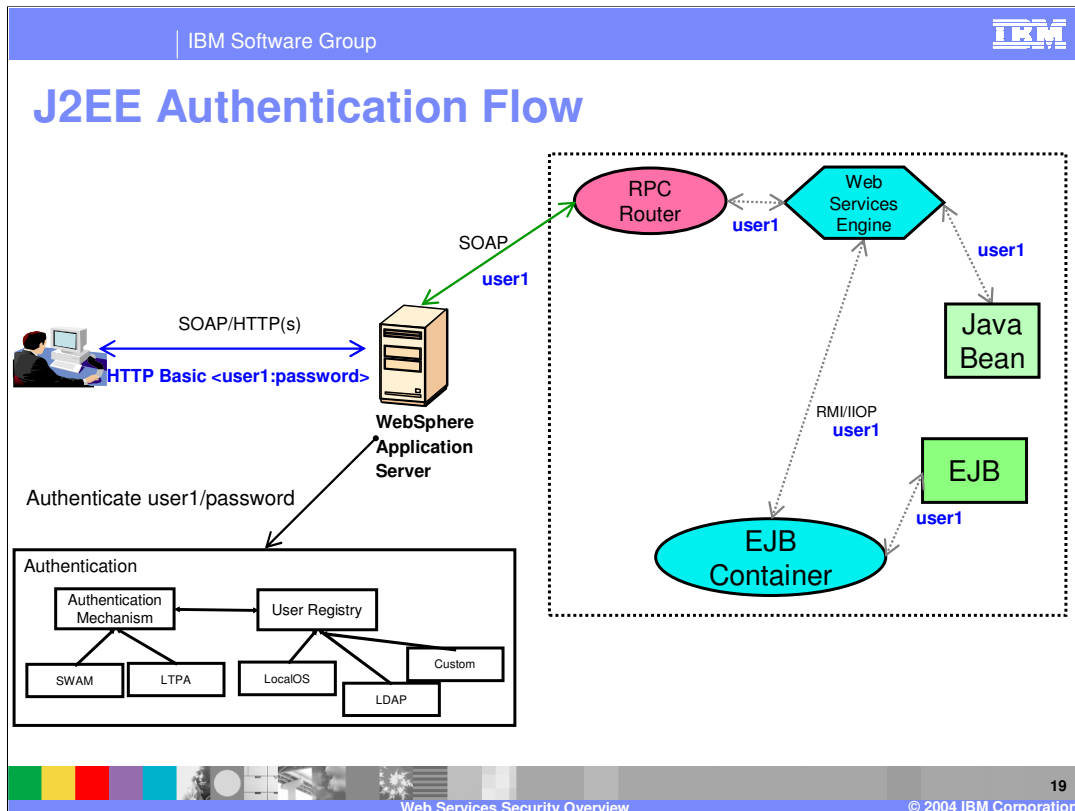 IBM Software Group
IBM
J2EE Authentication Flow
RPC
Router
Web
Services
Engine
user1
user1
SOAP
user1
SOAP/HTTP(s)
HTTP Basic <user1:password>
Java
Bean
WebSphere
Application
Server
RMI/IIOP
user1
EJB
user1
Authenticate user1/password
EJB
Container
Authentication
Authentication
Mechanism
User Registry
SWAM
LTPA
LocalOS
LDAP
Custom
19
Web Services Security Overview
© 2004 IBM Corporation